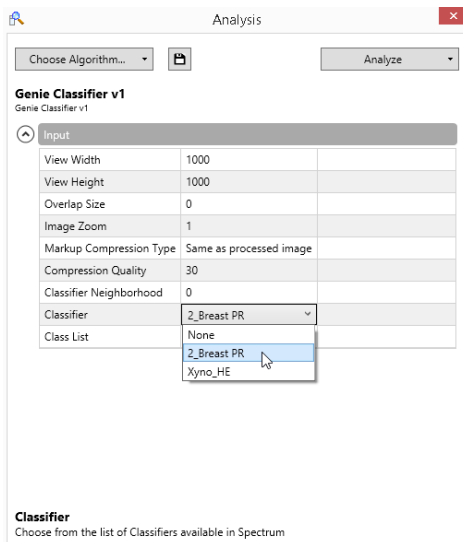 Analysis
Choose Algorithm...
Analyze
Genie Classifier v1
Genie Classifier v1
Input
View Width 1000
View Height 1000
Overlap Size 0
Image Zoom 1
Markup Compression Type Same as processed image
Compression Quality 30
Classifier Neighborhood 0
Classifier 2_Breast PR
Class List
None
2_Breast PR
Xyno_HE
Classifier
Choose from the list of Classifiers available in Spectrum